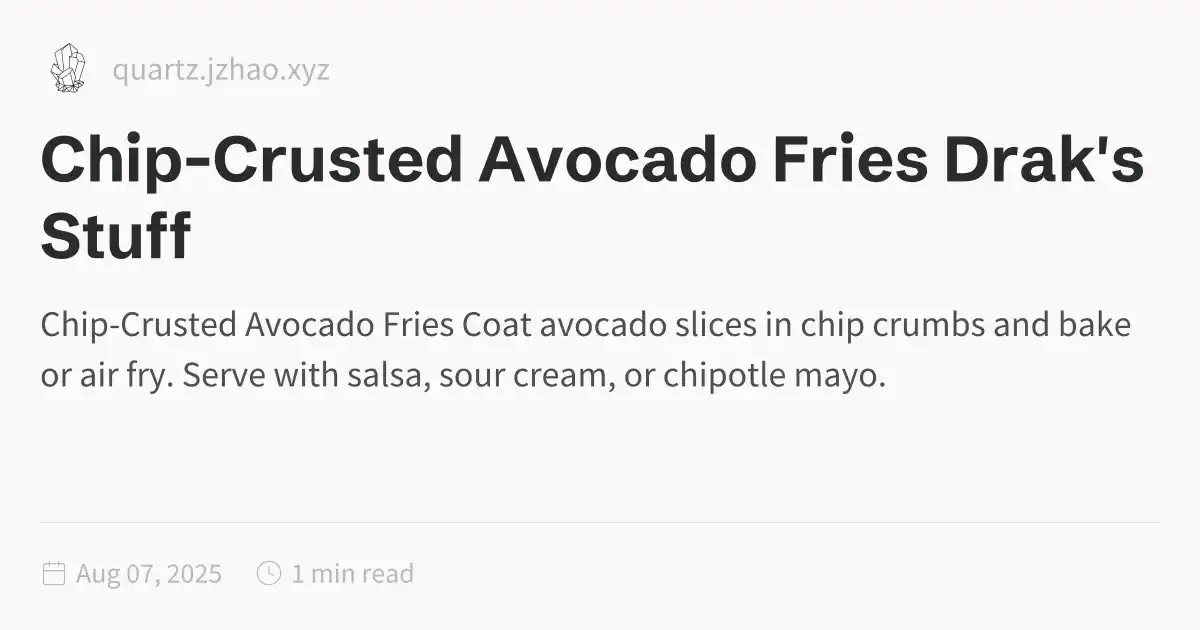 quartz.jzhao.xyz
Chip-Crusted Avocado Fries Drak's
Stuff
Chip-Crusted Avocado Fries Coat avocado slices in chip crumbs and bake
or air fry. Serve with salsa, sour cream, or chipotle mayo.
Aug 07, 2025 1 min read